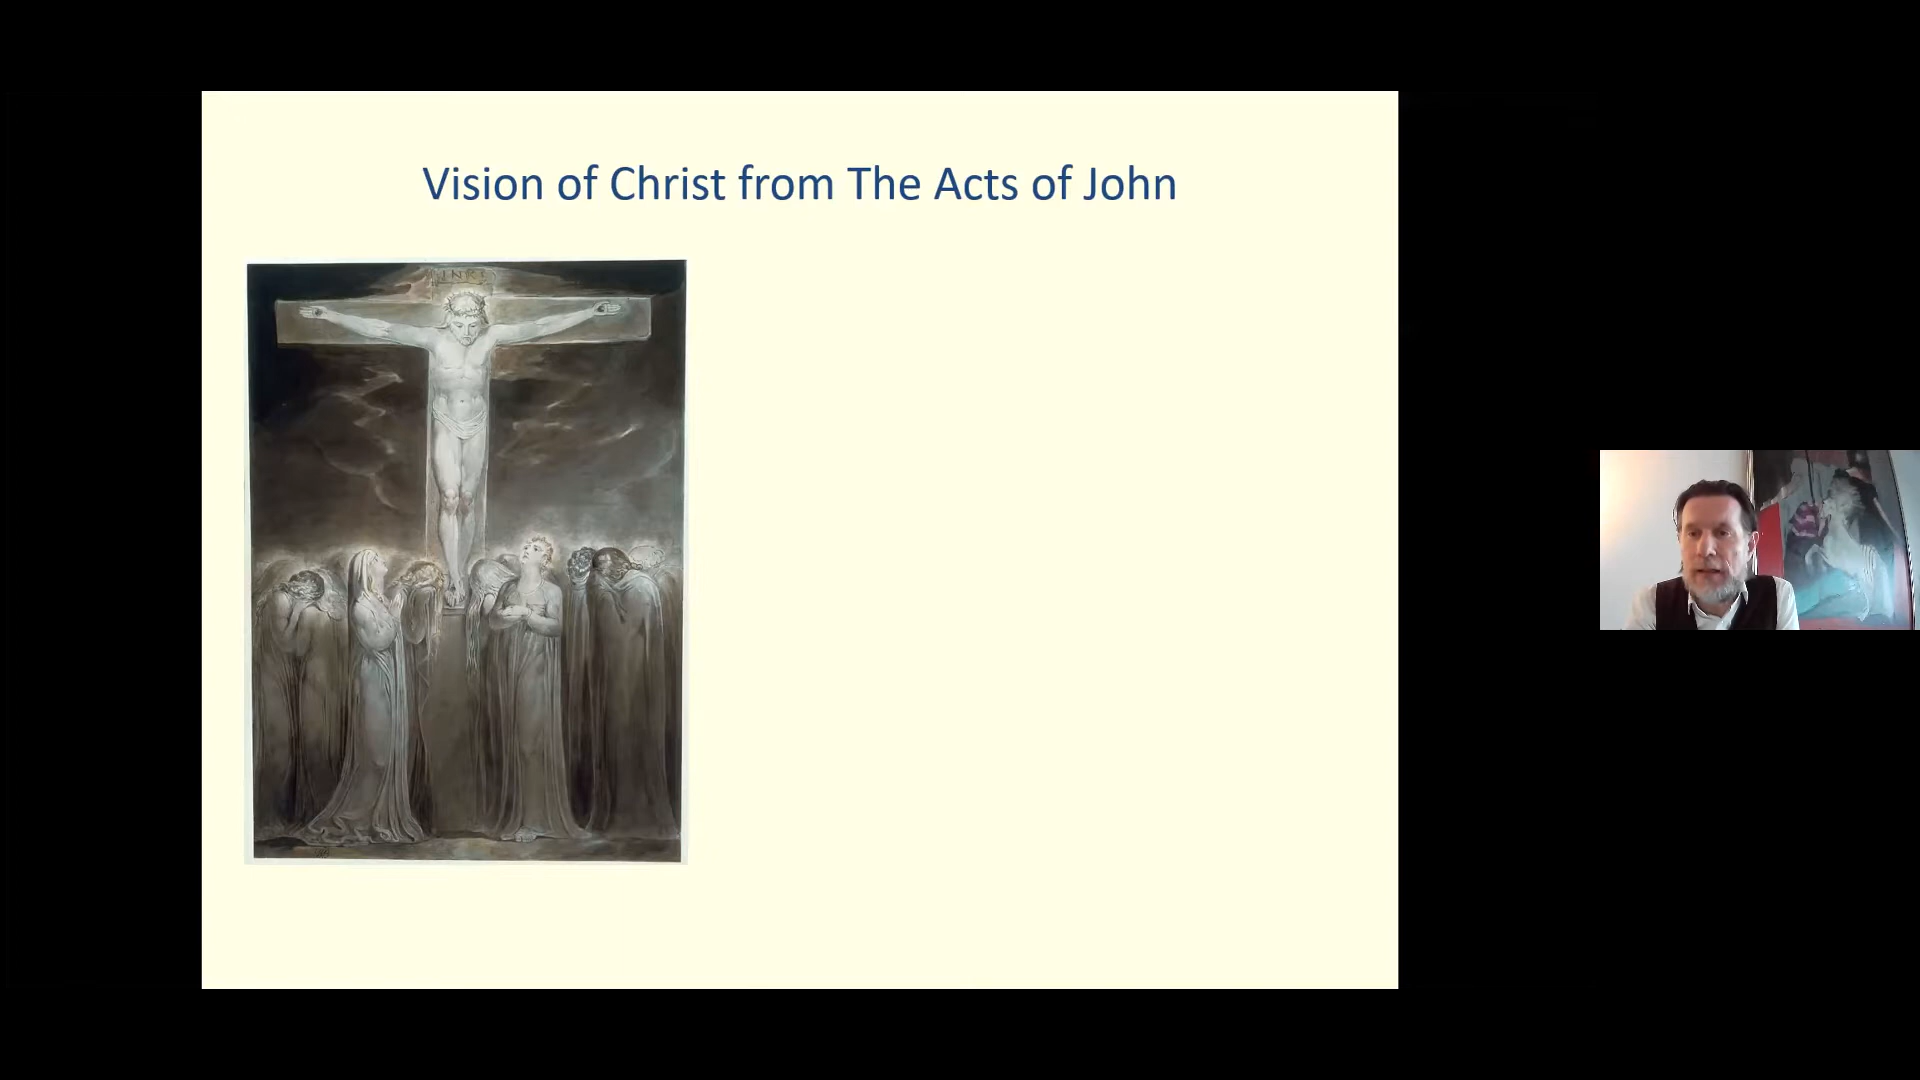 Vision of Christ from The Acts of John
INRI